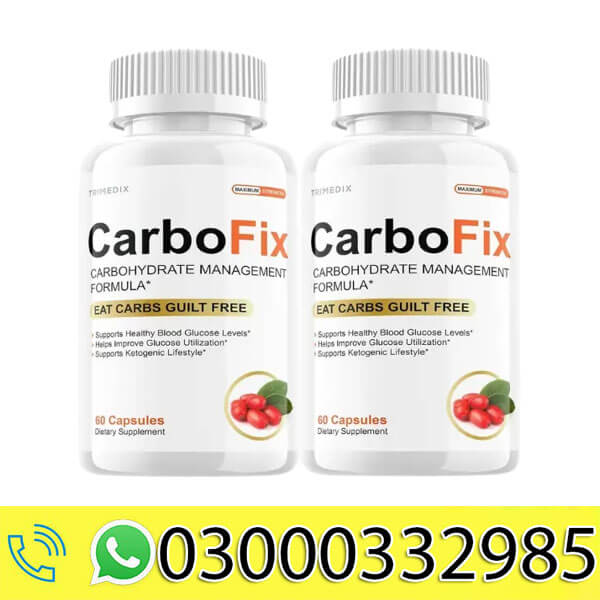 TRIMEDIX
MAXIMUM STRENGTH
CarboFix
CARBOHYDRATE MANAGEMENT
FORMULA*
EAT CARBS GUILT FREE
Supports Healthy Blood Glucose Levels*
Helps Improve Glucose Utilization*
Supports Ketogenic Lifestyle*
60 Capsules
Dietary Supplement
TRIMEDIX
MAXIMUM STRENGTH
CarboFix
CARBOHYDRATE MANAGEMENT
FORMULA*
EAT CARBS GUILT FREE
Supports Healthy Blood Glucose Levels*
Helps Improve Glucose Utilization*
Supports Ketogenic Lifestyle*
60 Capsules
Dietary Supplement
03000332985